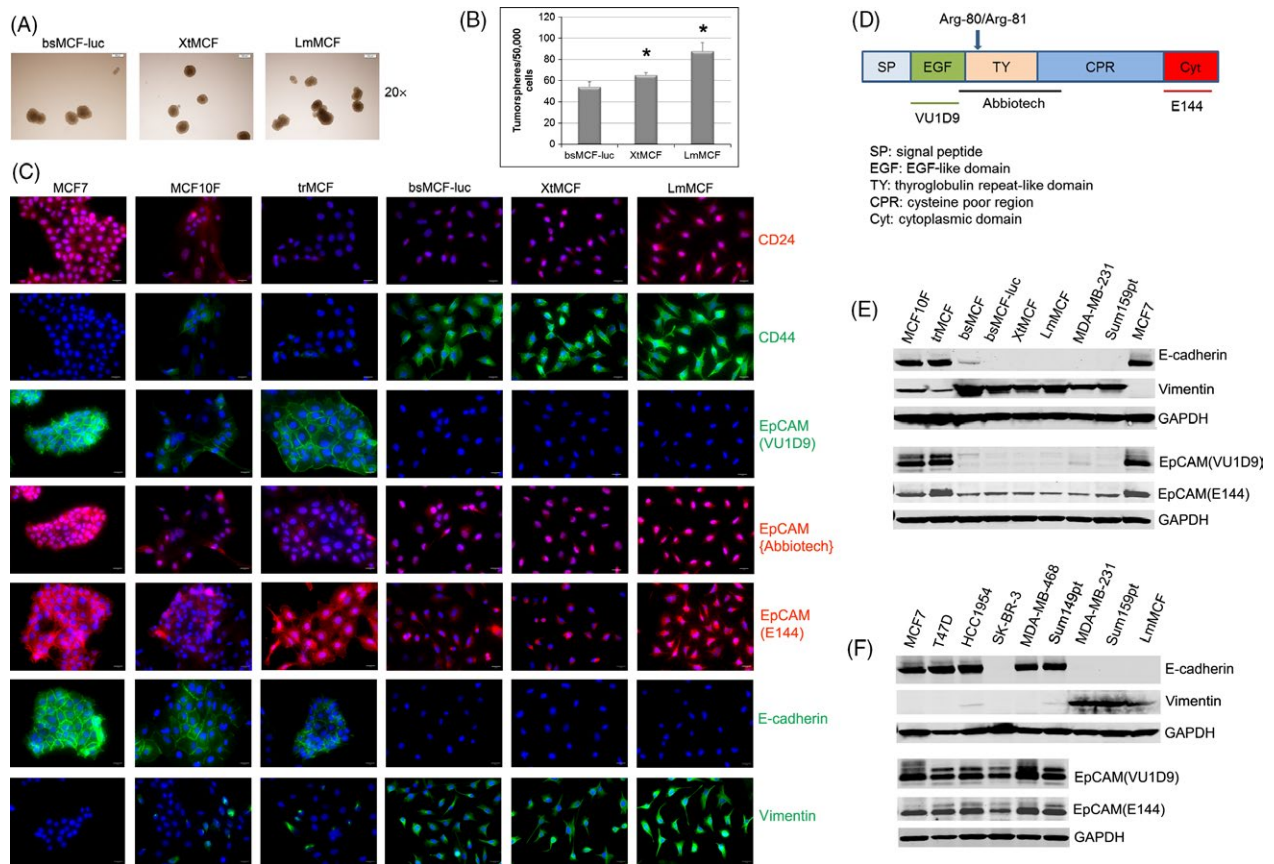 (A)
bsMCF-luc XtMCF LmMCF
20×
(B)
Tumorspheres/50,000
cells
120
100
80
60
40
20
0
* *
bsMCF-luc XtMCF LmMCF
(C)
MCF7 MCF10F trMCF bsMCF-luc XtMCF LmMCF
CD24
CD44
EpCAM
(VU1D9)
EpCAM
{Abbiotech}
EpCAM
(E144)
E-cadherin
Vimentin
(D)
Arg-80/Arg-81
SP EGF TY CPR Cyt
VU1D9 Abbiotech E144
SP: signal peptide
EGF: EGF-like domain
TY: thyroglobulin repeat-like domain
CPR: cysteine poor region
Cyt: cytoplasmic domain
(E)
MCF10F trMCF bsMCF bsMCF-luc XtMCF LmMCF MDA-MB-231 Sum159pt MCF7
E-cadherin
Vimentin
GAPDH
EpCAM(VU1D9)
EpCAM(E144)
GAPDH
(F)
MCF7 T47D HCC1954 SK-BR-3 MDA-MB-468 Sum149pt MDA-MB-231 Sum159pt LmMCF
E-cadherin
Vimentin
GAPDH
EpCAM(VU1D9)
EpCAM(E144)
GAPDH